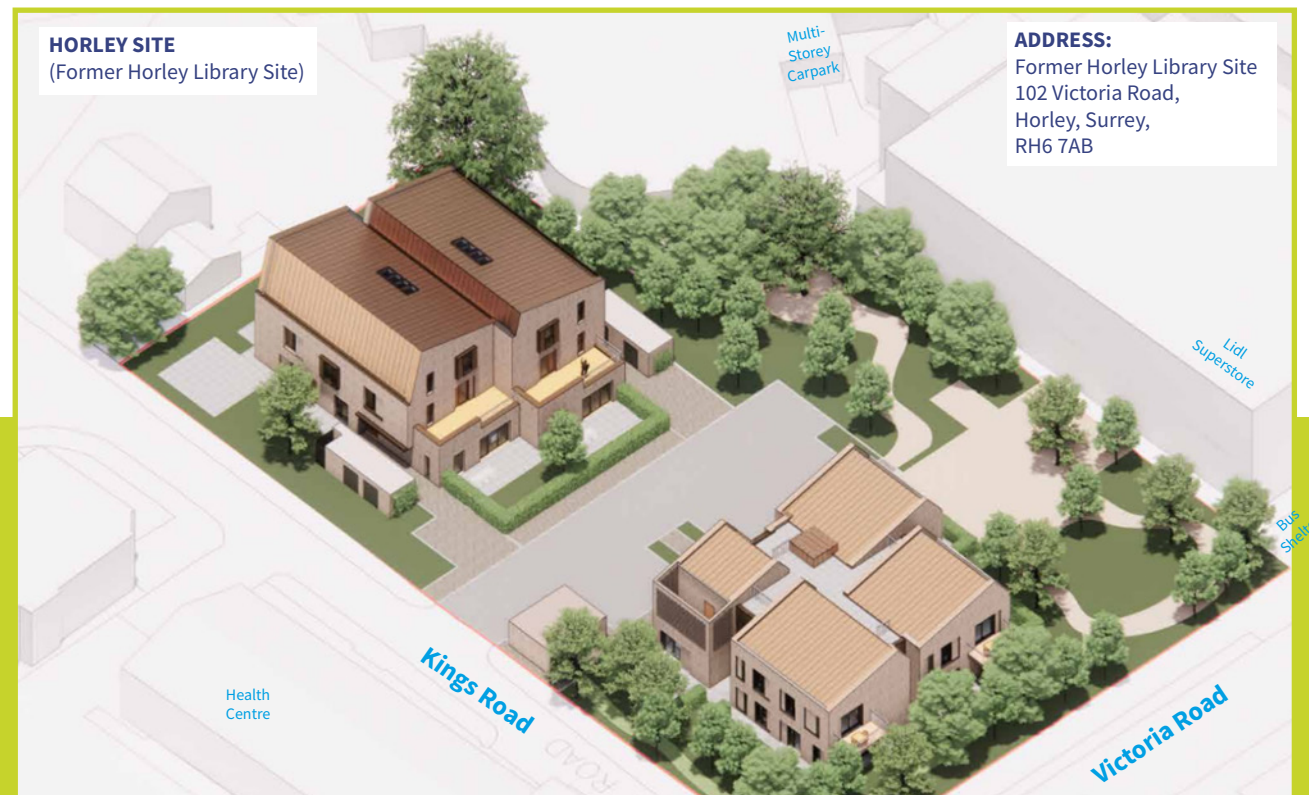 HORLEY SITE
(Former Horley Library Site)
Multi-
Storey
Carpark
ADDRESS:
Former Horley Library Site
102 Victoria Road,
Horley, Surrey,
RH6 7AB
Lidl
Superstore
Bus
Kings Road
Health
Centre
ROAD
Victoria Road